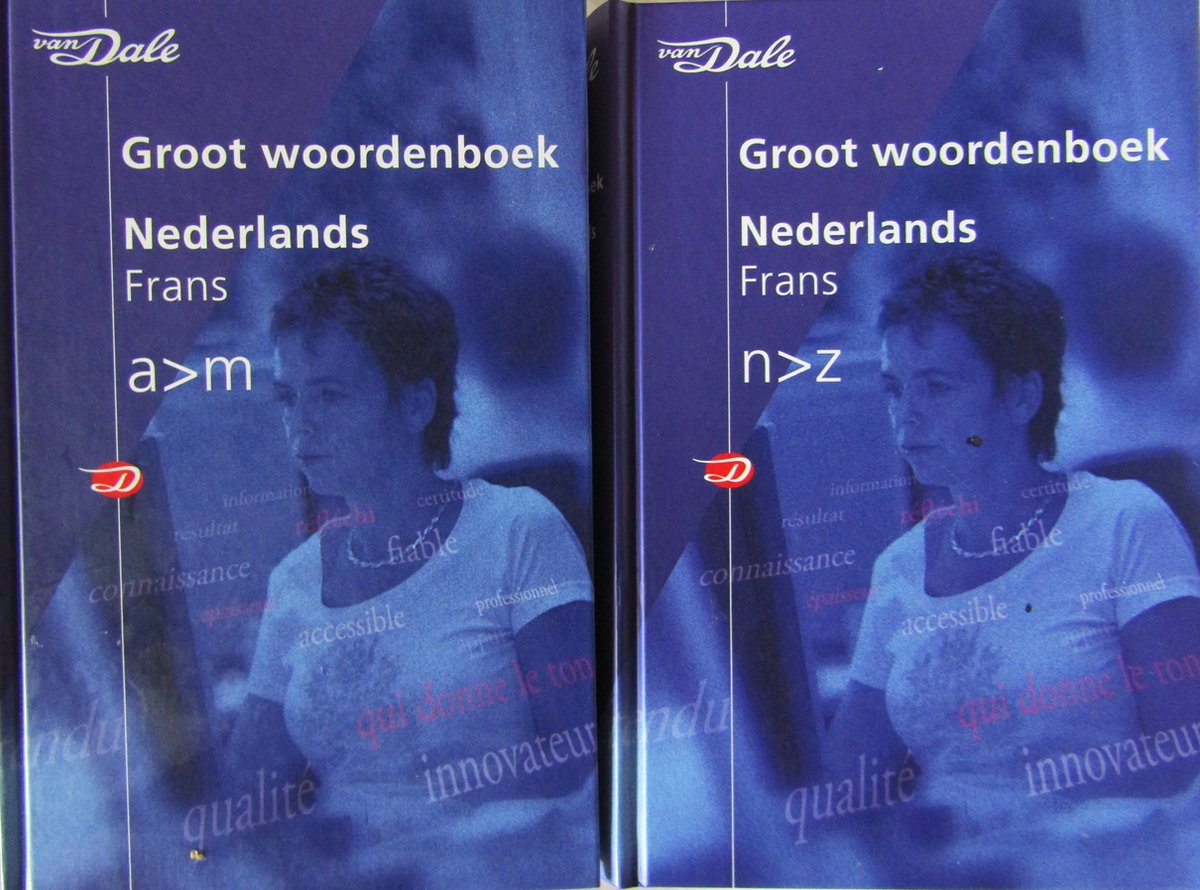 van Dale
Groot woordenboek
Nederlands
Frans
a>m
D
information
certitude
résultat
réfléchi
fiable
connaissance
professionnel
accessible
qui donne le ton
innovateur
qualité
van Dale
Groot woordenboek
Nederlands
Frans
n>z
D
information
certitude
résultat
réfléchi
fiable
connaissance
professionnel
accessible
qui donne le ton
innovateur
qualité